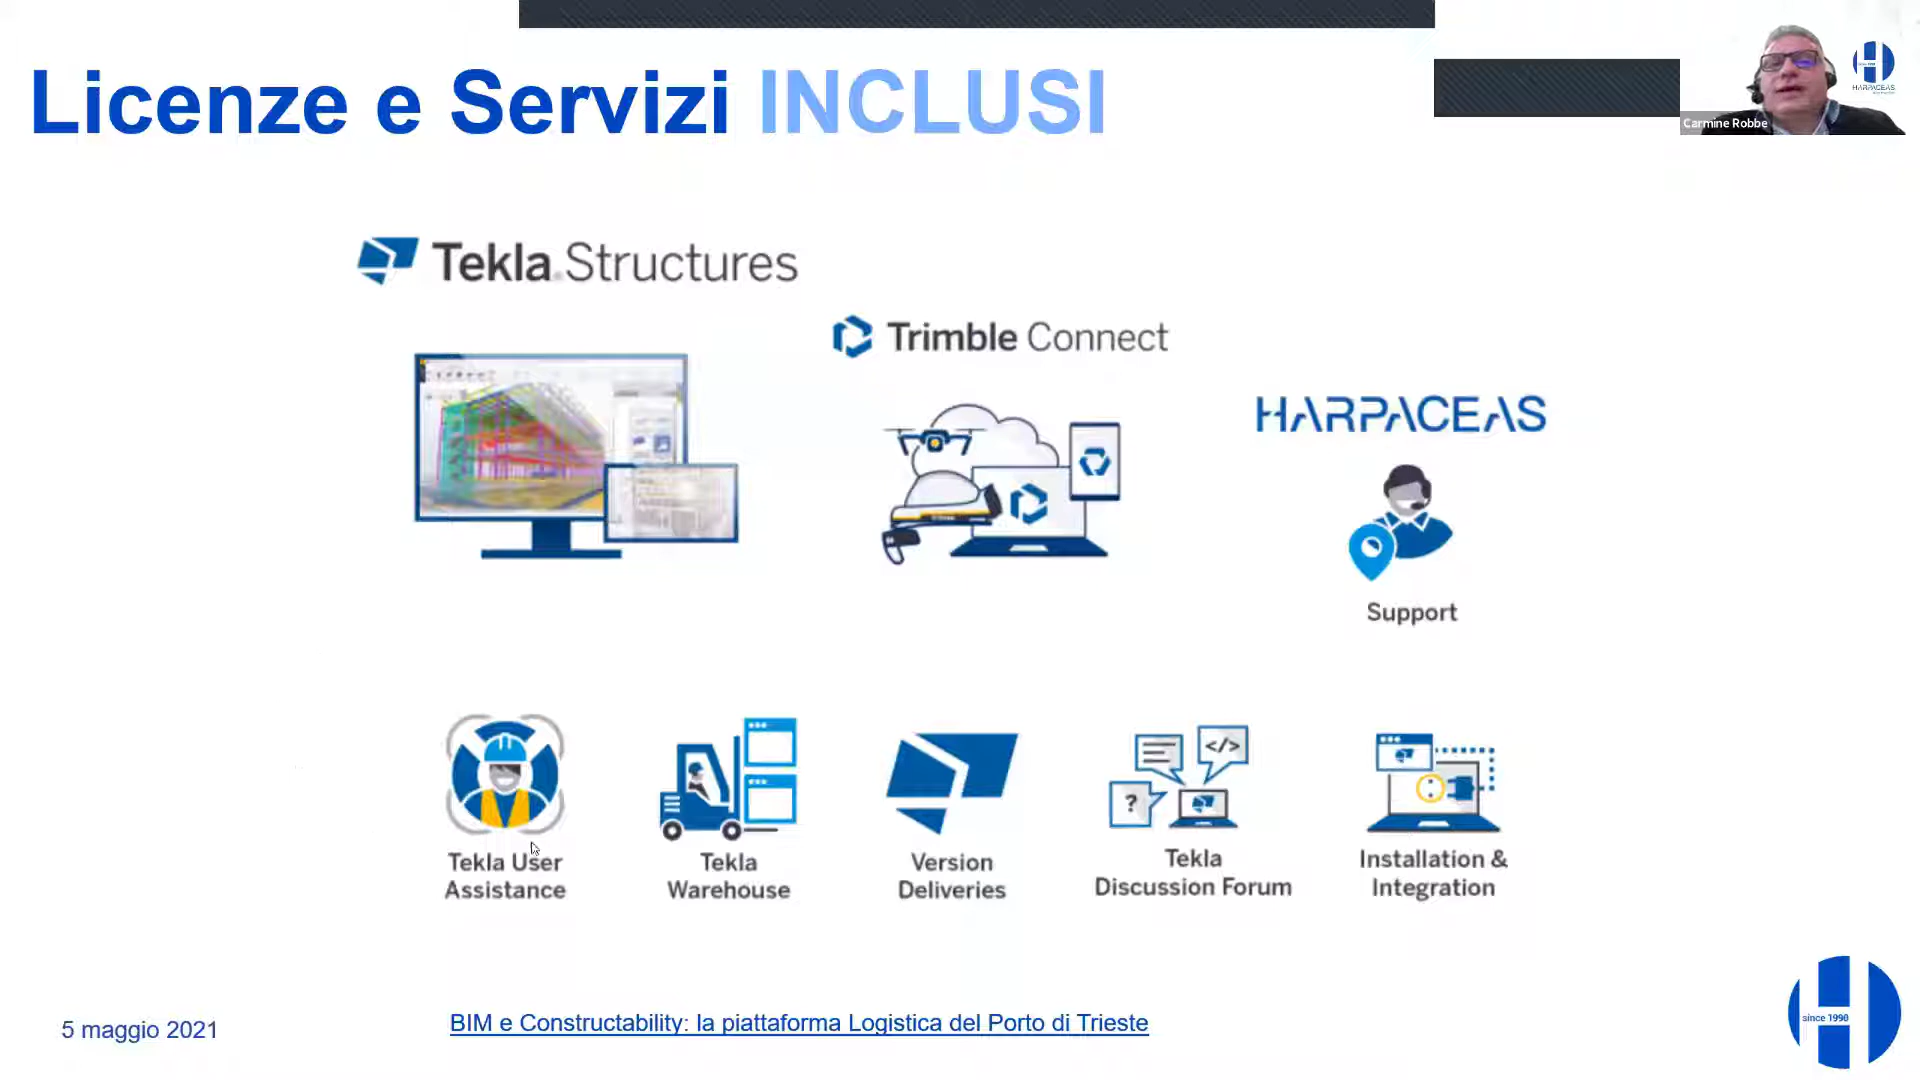 Licenze e Servizi INCLUSI
HARPACEAS
Carmine Robbe
Tekla Structures
Trimble Connect
HARPACEAS
Support
?
</>
Tekla User
Assistance
Tekla
Warehouse
Version
Deliveries
Tekla
Discussion Forum
Installation &
Integration
5 maggio 2021
BIM e Constructability: la piattaforma Logistica del Porto di Trieste
since 1990